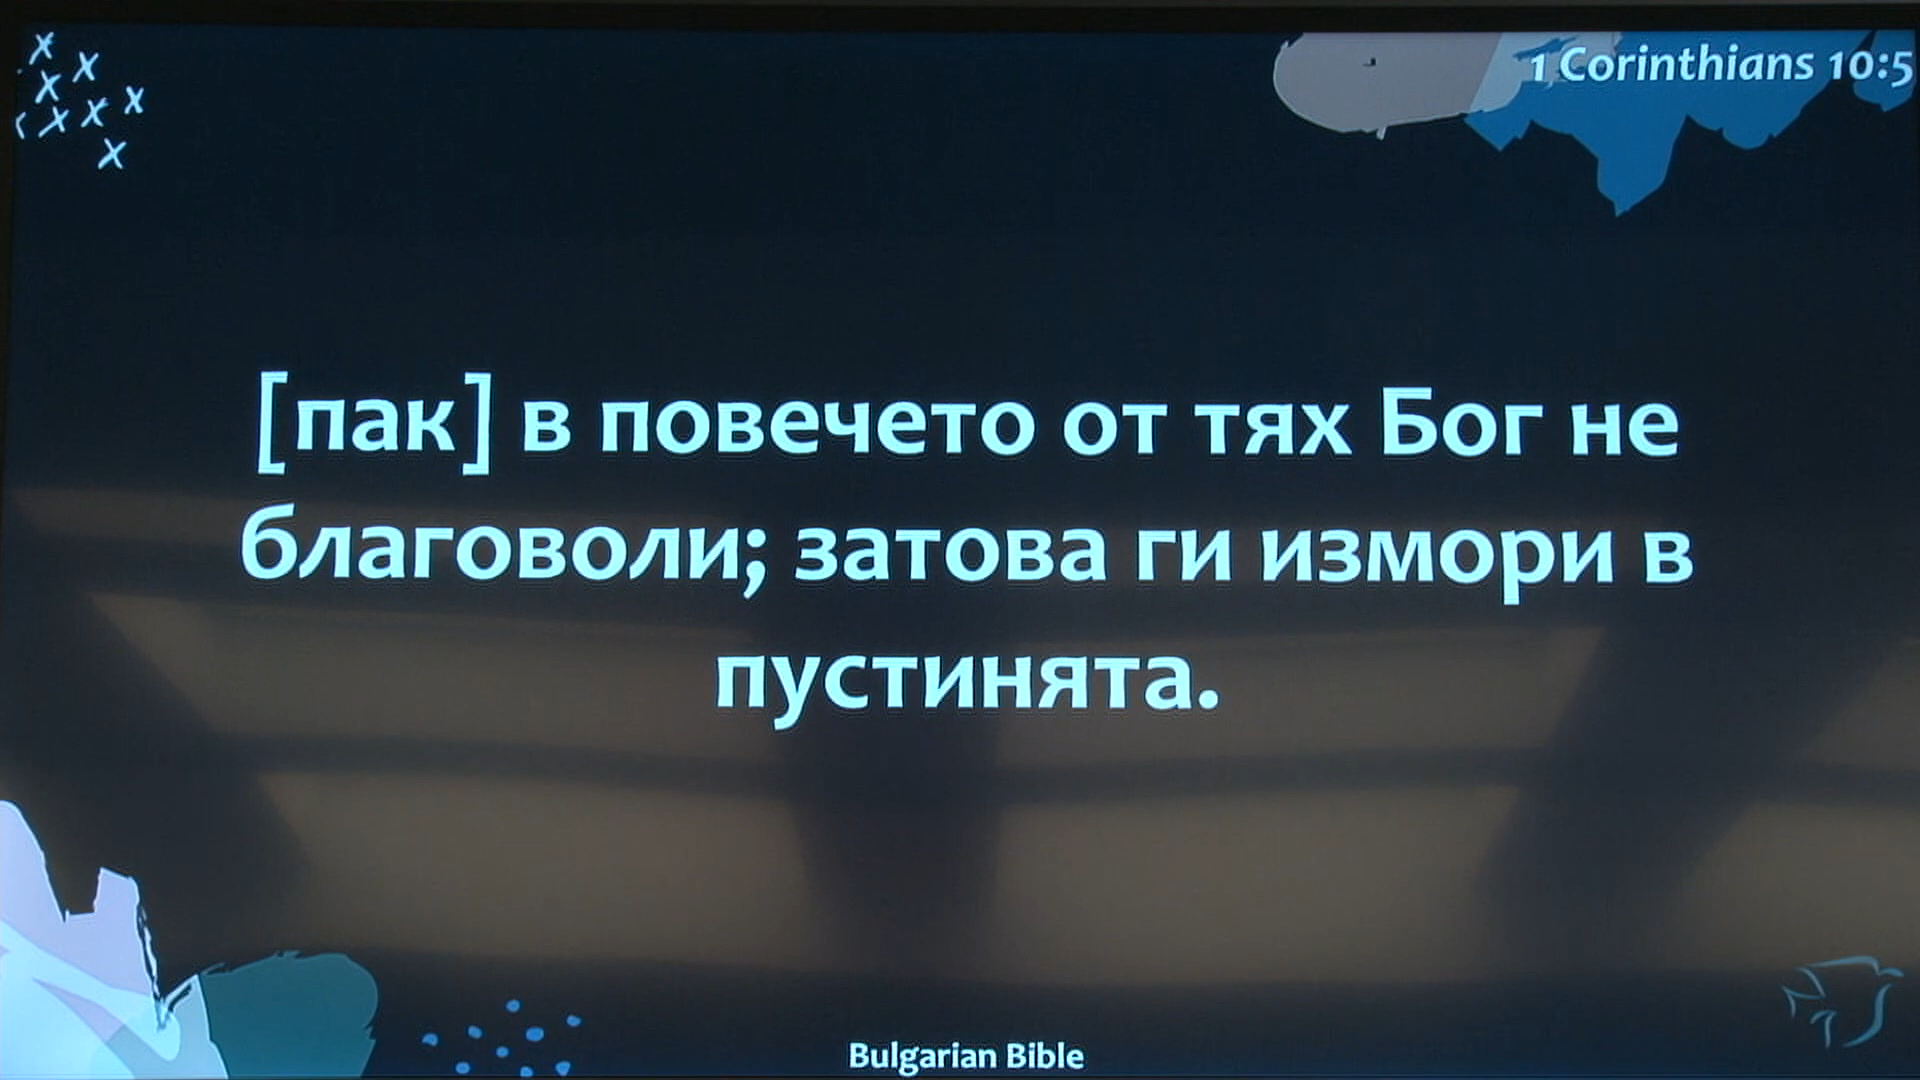 1 Corinthians 10:5
[пак] в повечето от тях Бог не
благоволи; затова ги измори в
пустинята.
Bulgarian Bible